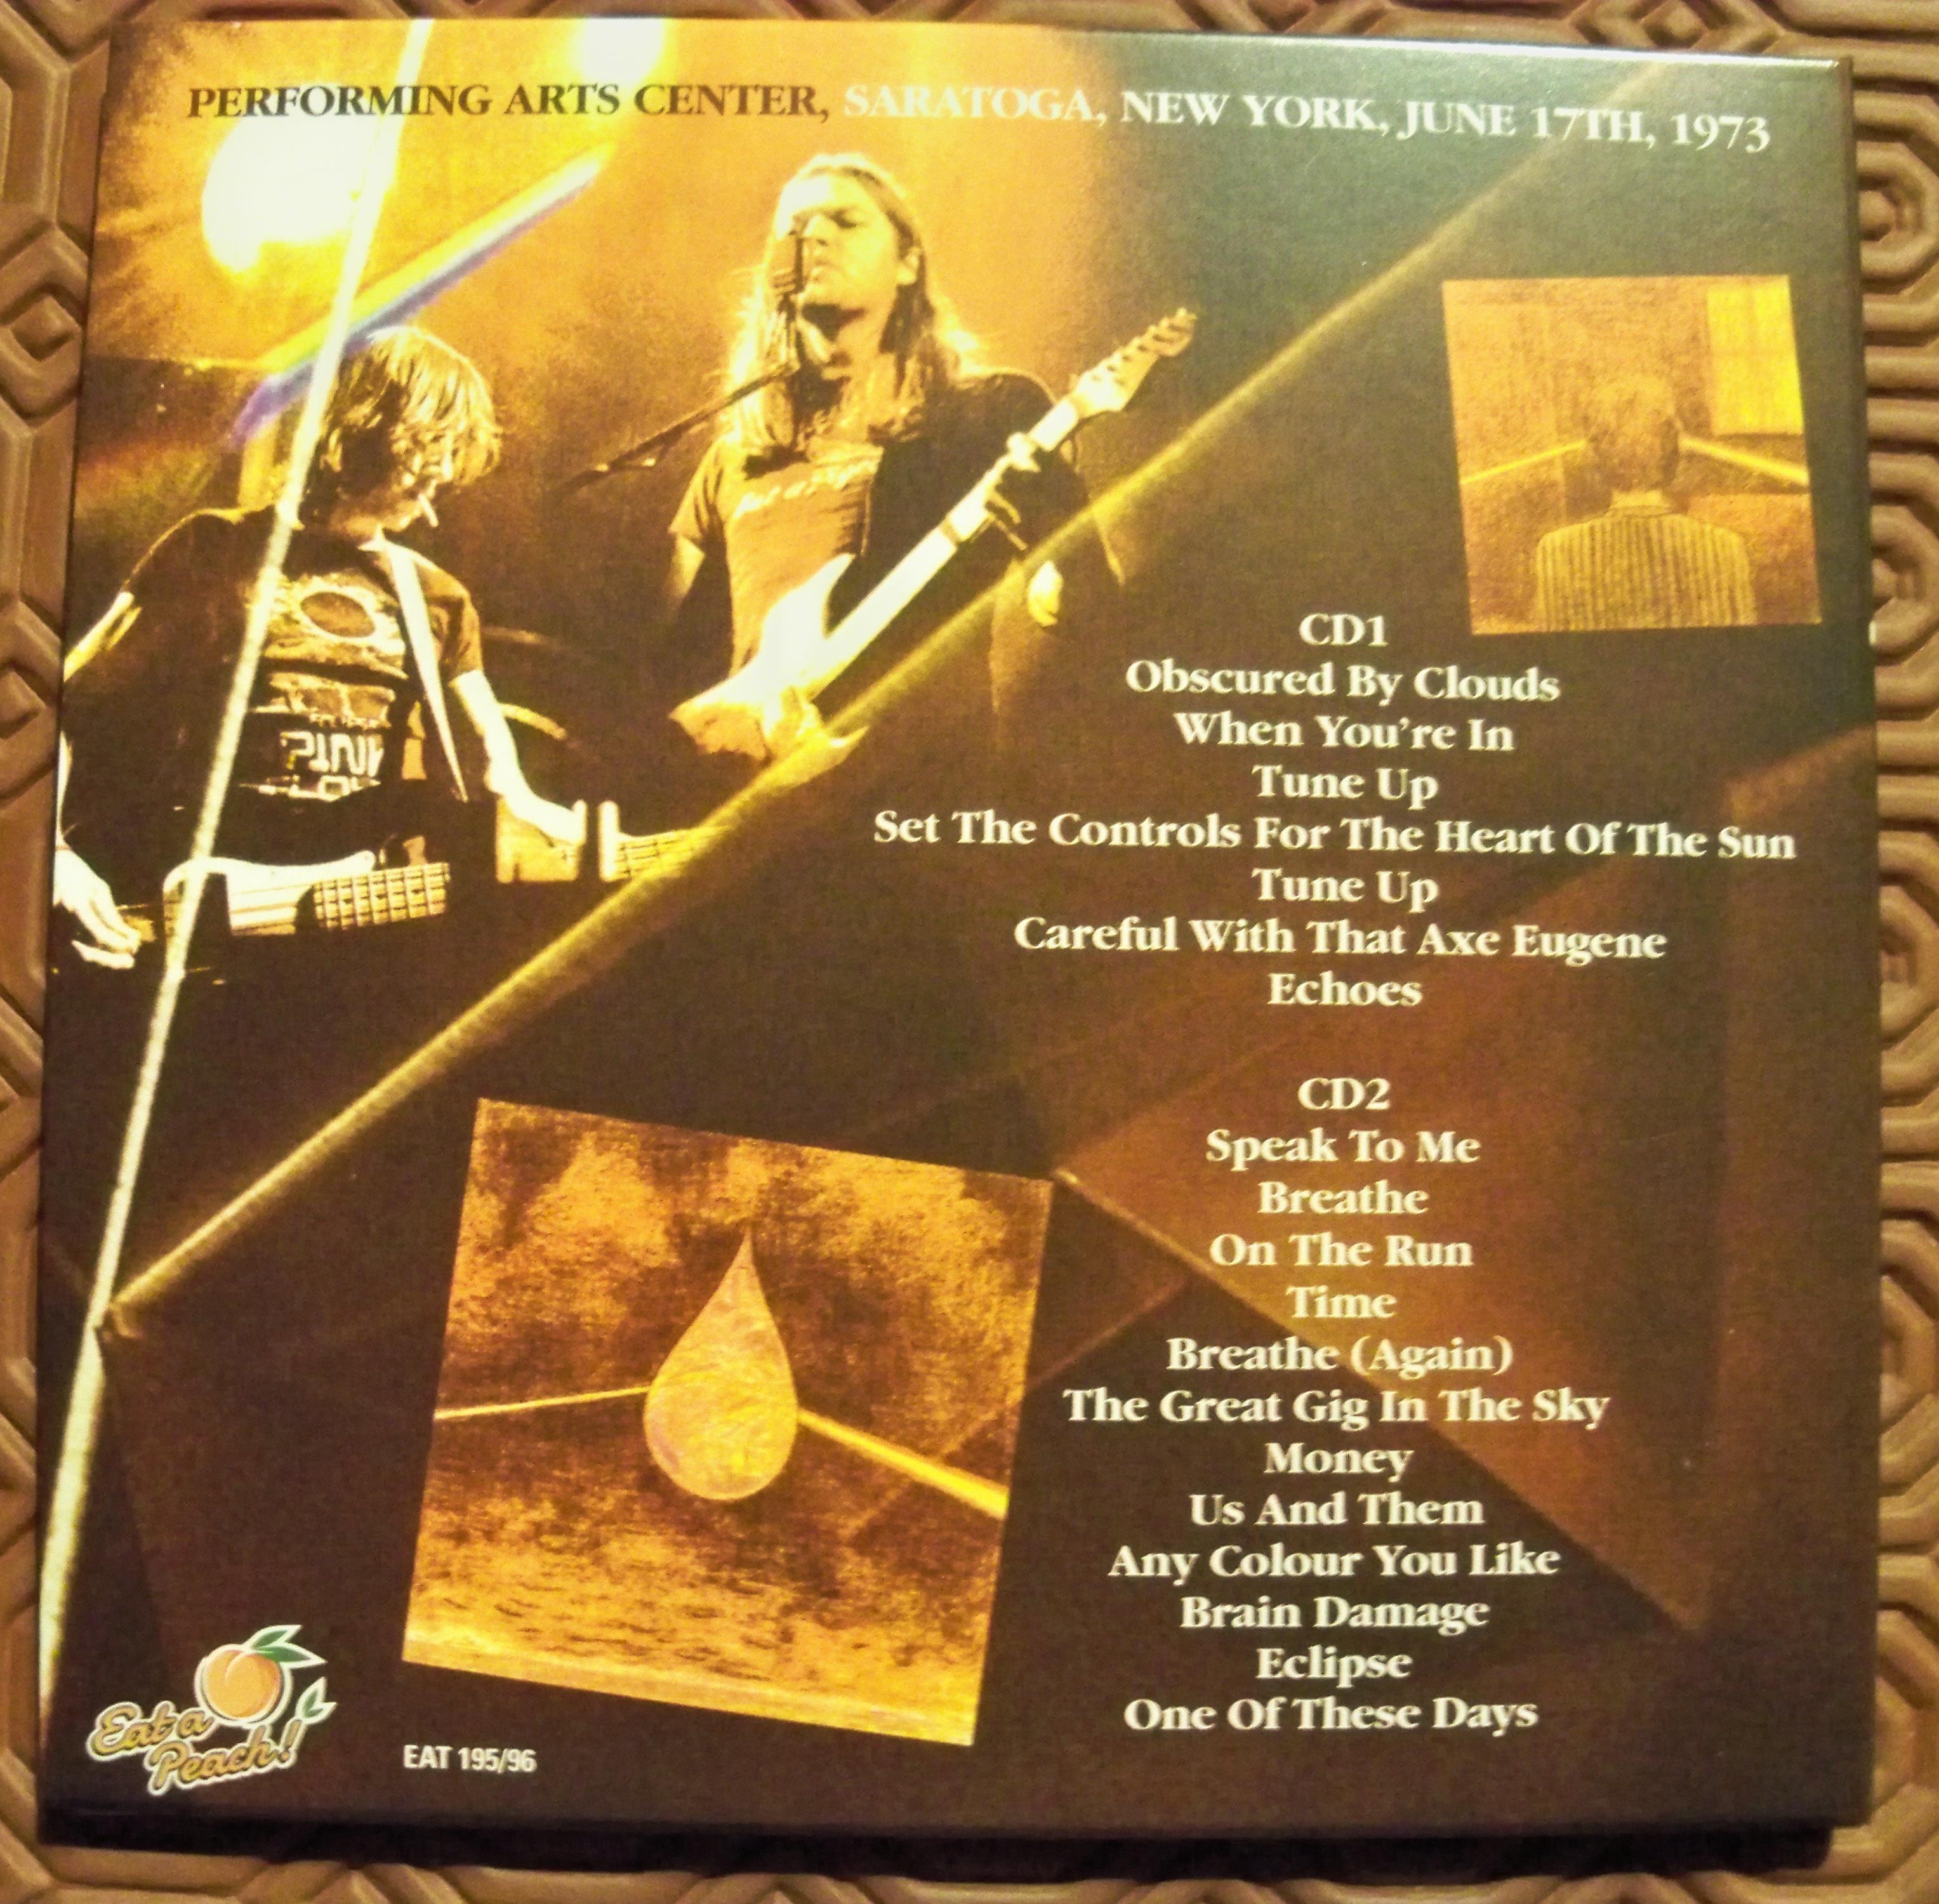 PERFORMING ARTS CENTER, SARATOGA, NEW YORK, JUNE 17TH, 1973
PINK
CD1
Obscured By Clouds
When You're In
Tune Up
Set The Controls For The Heart Of The Sun
Tune Up
Careful With That Axe Eugene
Echoes
CD2
Speak To Me
Breathe
On The Run
Time
Breathe (Again)
The Great Gig In The Sky
Money
Us And Them
Any Colour You Like
Brain Damage
Eclipse
One Of These Days
Eat a
Peach!
EAT 195/96